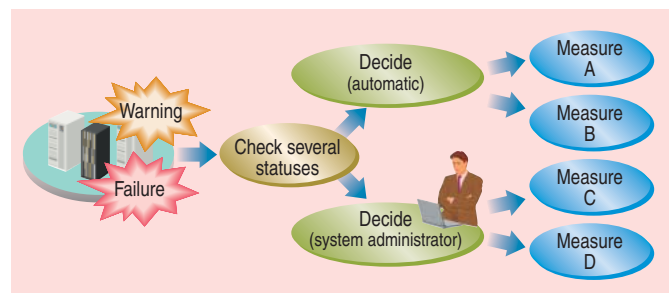 Warning
Failure
Check several
statuses
Decide
(automatic)
Measure
A
Measure
B
Decide
(system administrator)
Measure
C
Measure
D